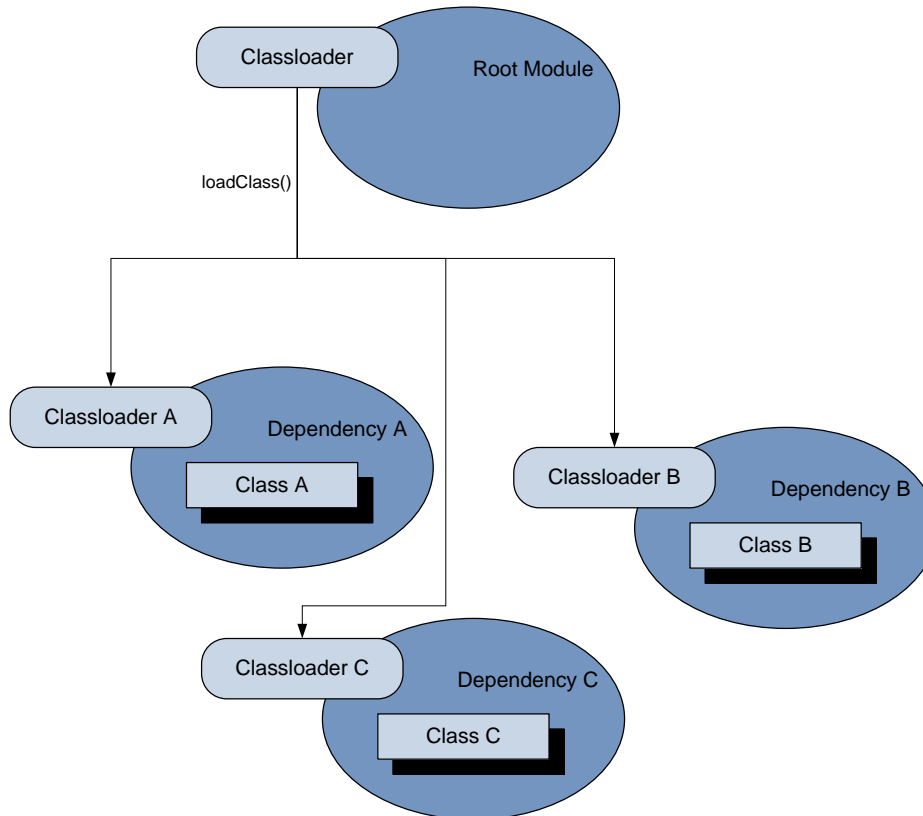 Classloader
Root Module
loadClass()
Classloader A
Dependency A
Class A
Classloader B
Dependency B
Class B
Classloader C
Dependency C
Class C